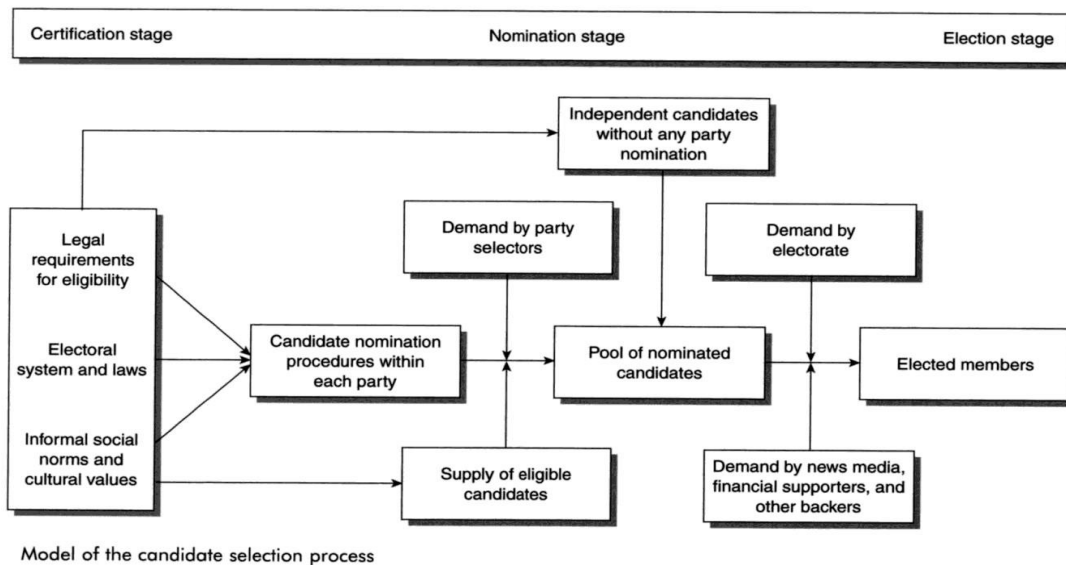 Certification stage
Nomination stage
Election stage
Independent candidates
without any party
nomination
Legal
requirements
for eligibility
Electoral
system and laws
Informal social
norms and
cultural values
Demand by party
selectors
Demand by
electorate
Candidate nomination
procedures within
each party
Pool of nominated
candidates
Elected members
Supply of eligible
candidates
Demand by news media,
financial supporters, and
other backers
Model of the candidate selection process